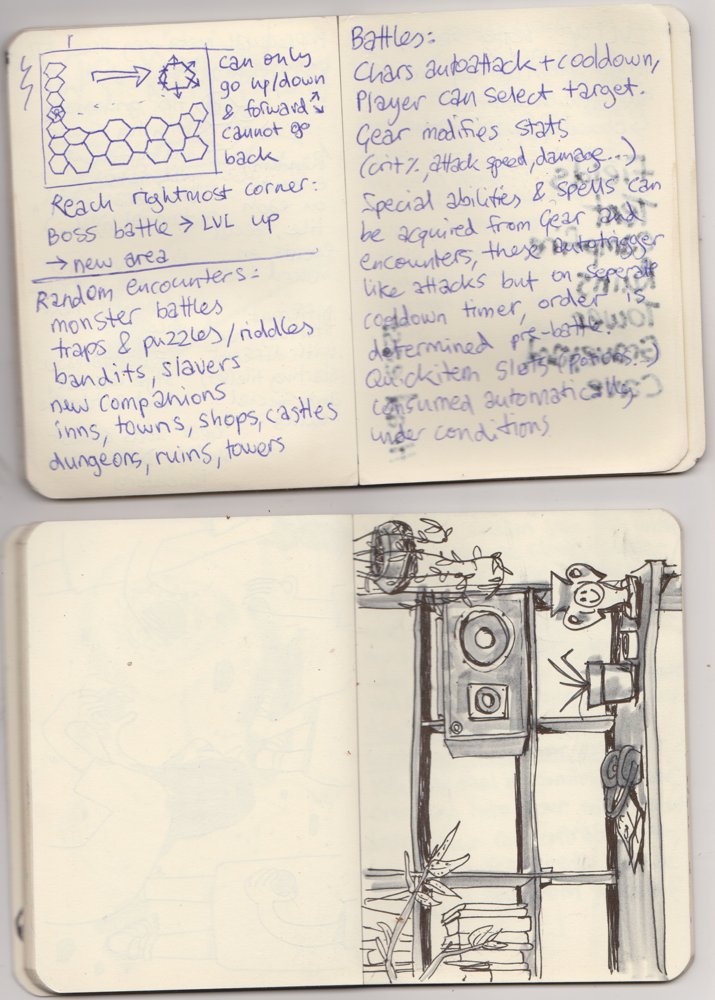 can only
go up/down
& forward
cannot go
back
Reach rightmost corner:
Boss battle → LVL up
→ new area
Random encounters:
monster battles
traps & puzzles/riddles
bandits, slavers
new companions
inns, towns, shops, castles
dungeons, ruins, towers
Battles:
Chars autoattack + cooldown,
Player can select target.
Gear modifies stats
(crit%, attack speed, damage...)
Special abilities & spells can
be acquired from Gear and
encounters, these autotrigger
like attacks but on seperate
cooldown timer, order is
determined pre-battle.
Quickitem slots (potions...)
consumed automatically
under conditions